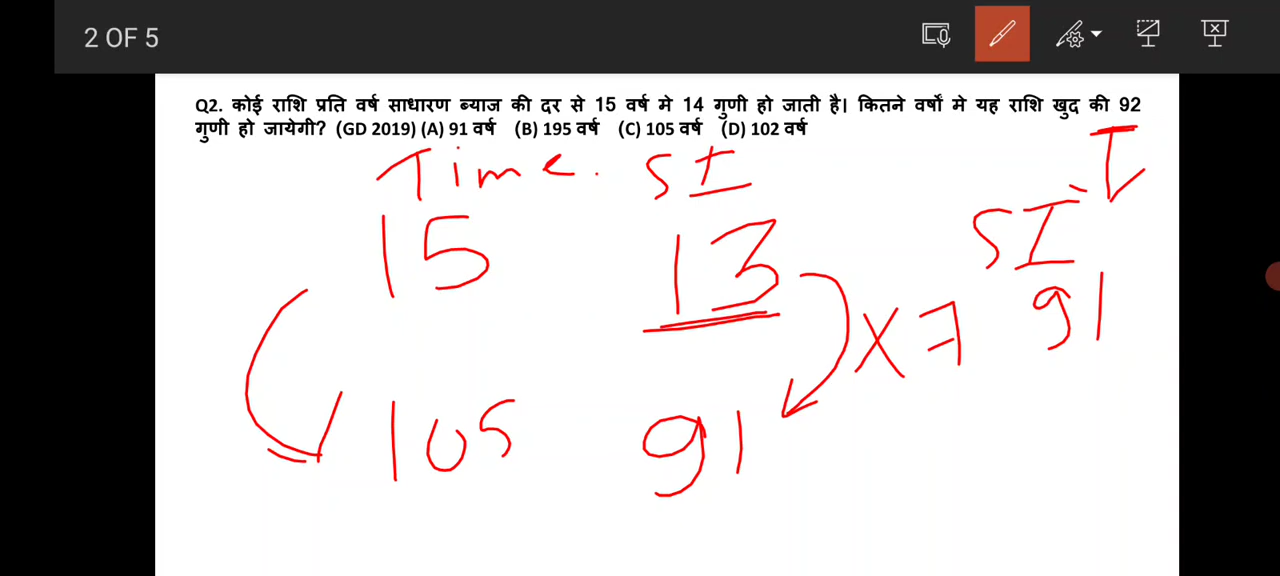 2 OF 5
Q2. कोई राशि प्रति वर्ष साधारण ब्याज की दर से 15 वर्ष मे 14 गुणी हो जाती है। कितने वर्षों मे यह राशि खुद की 92
गुणी हो जायेगी? (GD 2019) (A) 91 वर्ष (B) 195 वर्ष (C) 105 वर्ष (D) 102 वर्ष
Time. SI
15 13 SI
x7 91
105 91